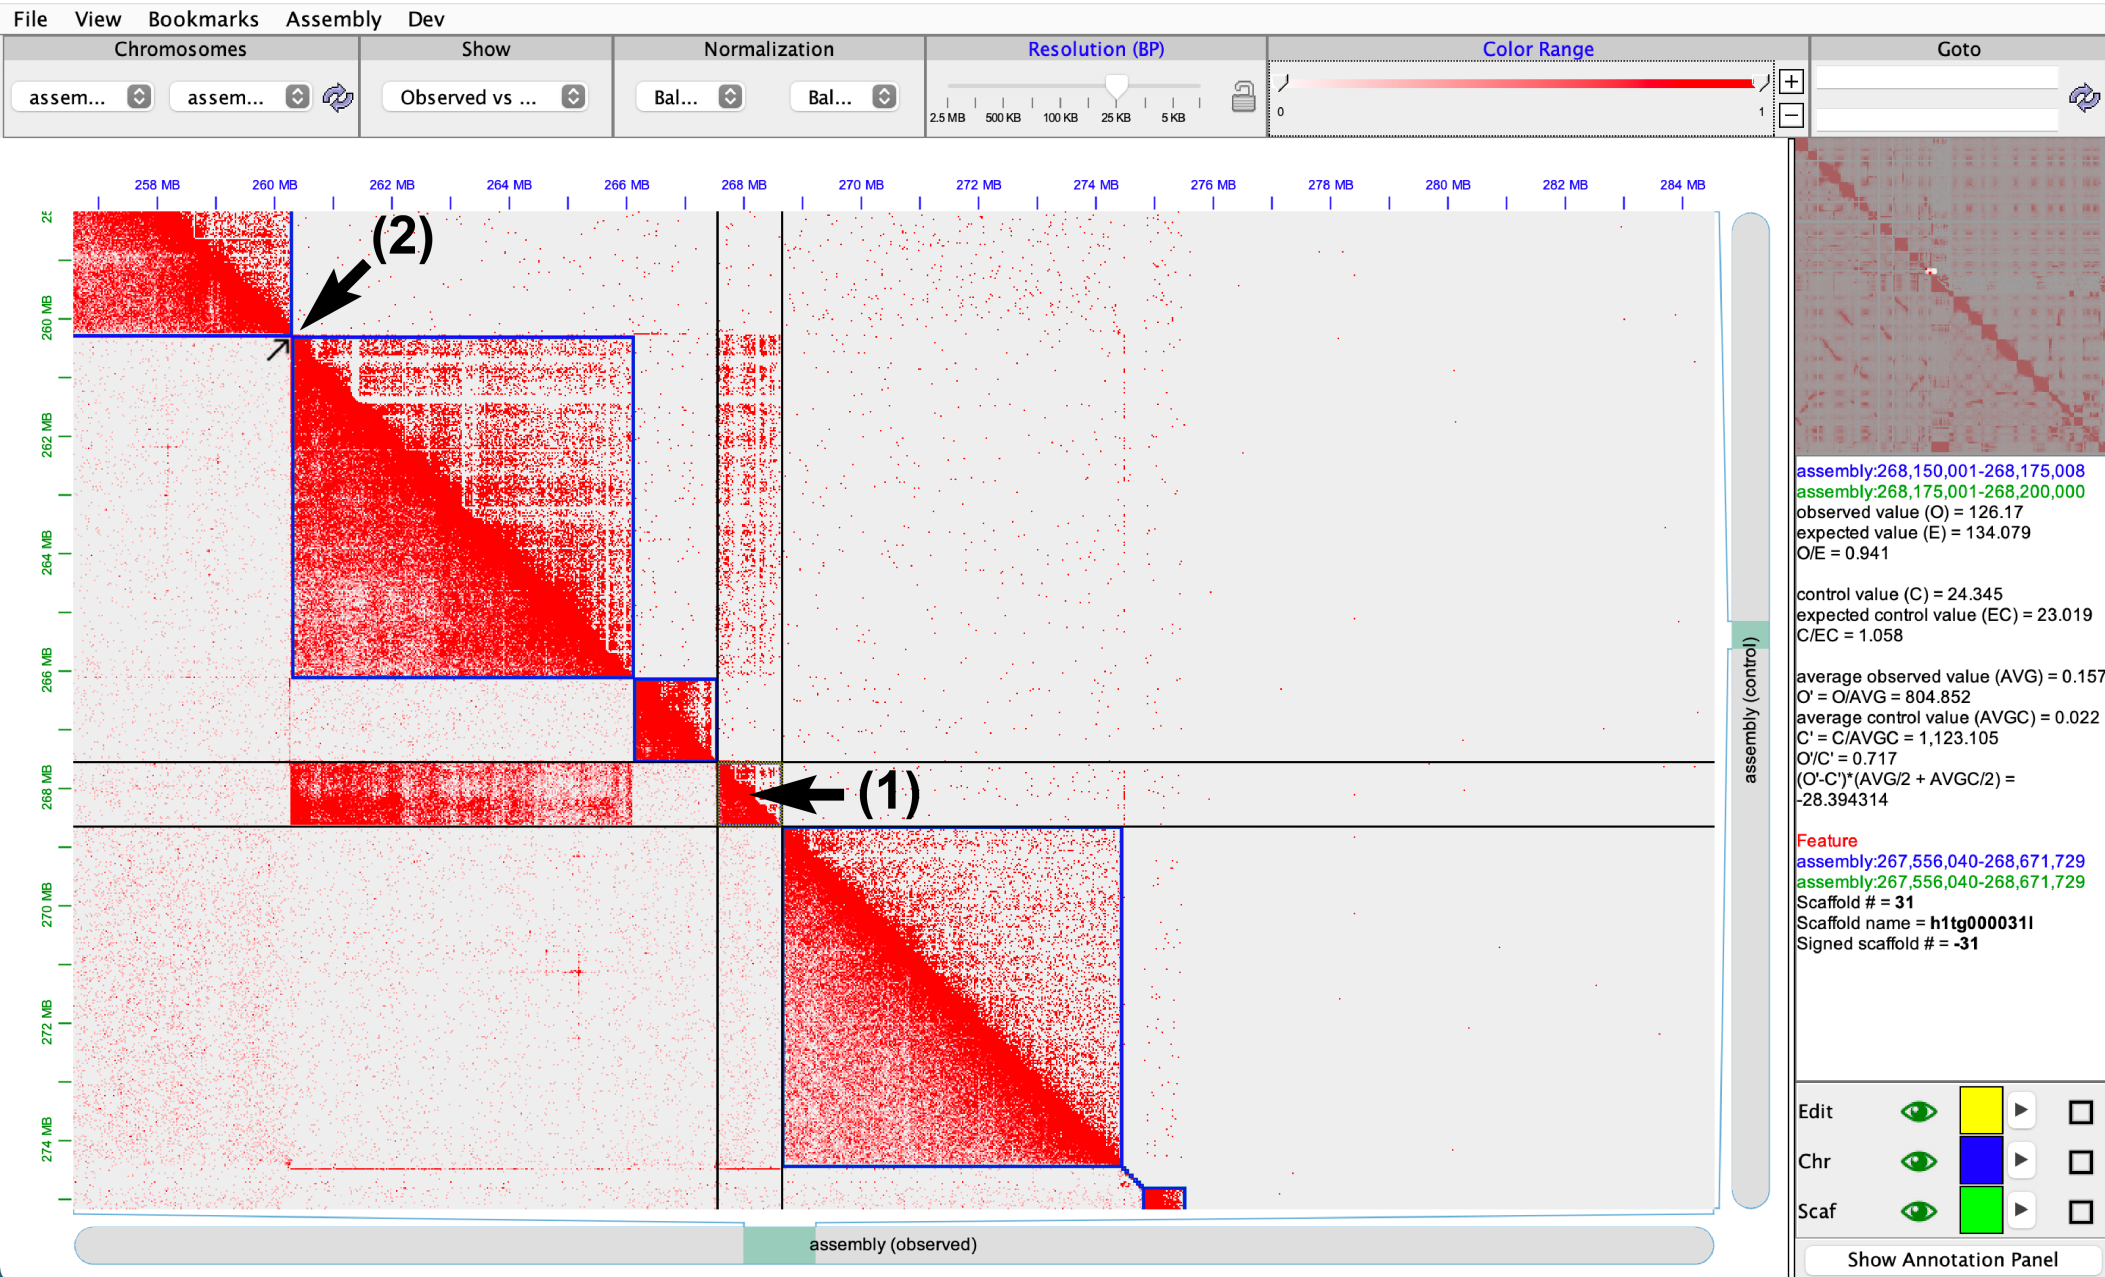 File View Bookmarks Assembly Dev
Chromosomes Show Normalization Resolution (BP) Color Range Goto
assem... assem... Observed vs ... Bal... Bal...
2.5 MB 500 KB 100 KB 25 KB 5 KB
0 1
258 MB 260 MB 262 MB 264 MB 266 MB 268 MB 270 MB 272 MB 274 MB 276 MB 278 MB 280 MB 282 MB 284 MB
(2)
260 MB
262 MB
264 MB
266 MB
268 MB
270 MB
272 MB
274 MB
(1)
assembly (control)
assembly (observed)
assembly:268,150,001-268,175,008
assembly:268,175,001-268,200,000
observed value (O) = 126.17
expected value (E) = 134.079
O/E = 0.941
control value (C) = 24.345
expected control value (EC) = 23.019
C/EC = 1.058
average observed value (AVG) = 0.157
O' = O/AVG = 804.852
average control value (AVGC) = 0.022
C' = C/AVGC = 1,123.105
O'/C' = 0.717
(O'-C')*(AVG/2 + AVGC/2) =
-28.394314
Feature
assembly:267,556,040-268,671,729
assembly:267,556,040-268,671,729
Scaffold # = 31
Scaffold name = h1tg000031l
Signed scaffold # = -31
Edit
Chr
Scaf
Show Annotation Panel